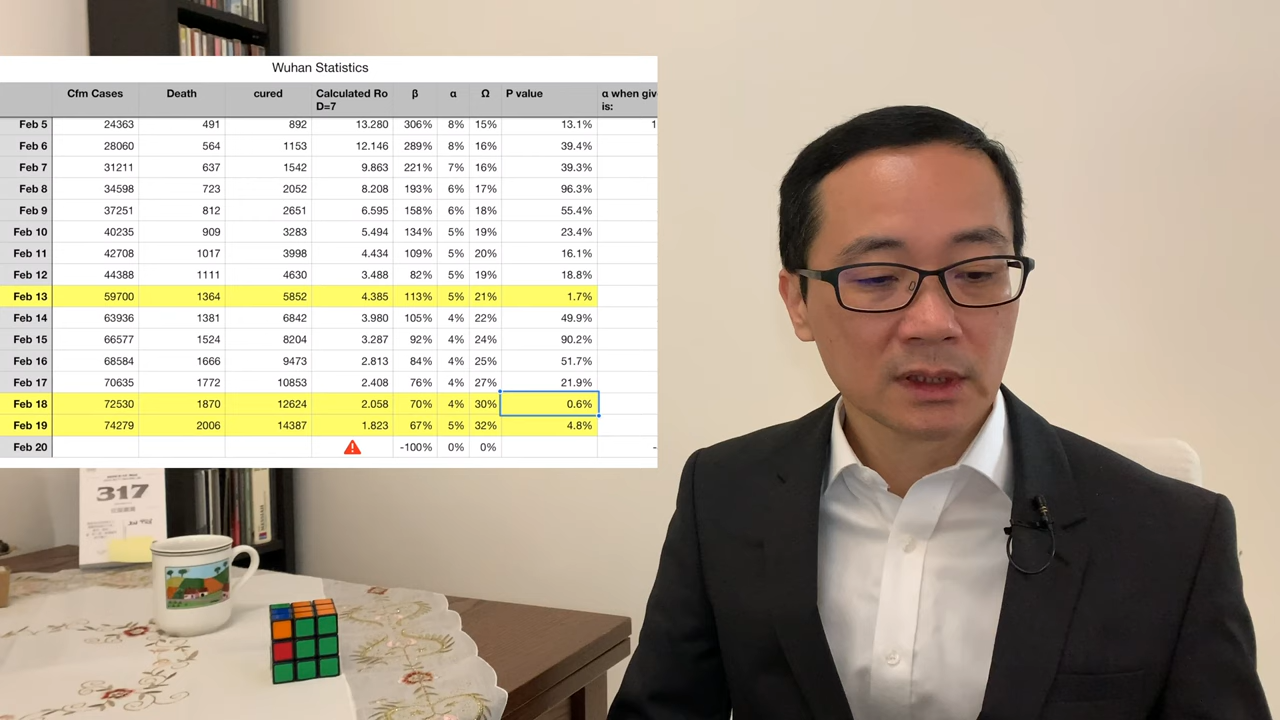 Wuhan Statistics
Cfm Cases Death cured Calculated Ro D=7 β α Ω P value α when giv is:
Feb 5 24363 491 892 13.280 306% 8% 15% 13.1% 1
Feb 6 28060 564 1153 12.146 289% 8% 16% 39.4%
Feb 7 31211 637 1542 9.863 221% 7% 16% 39.3%
Feb 8 34598 723 2052 8.208 193% 6% 17% 96.3%
Feb 9 37251 812 2651 6.595 158% 6% 18% 55.4%
Feb 10 40235 909 3283 5.494 134% 5% 19% 23.4%
Feb 11 42708 1017 3998 4.434 109% 5% 20% 16.1%
Feb 12 44388 1111 4630 3.488 82% 5% 19% 18.8%
Feb 13 59700 1364 5852 4.385 113% 5% 21% 1.7%
Feb 14 63936 1381 6842 3.980 105% 4% 22% 49.9%
Feb 15 66577 1524 8204 3.287 92% 4% 24% 90.2%
Feb 16 68584 1666 9473 2.813 84% 4% 25% 51.7%
Feb 17 70635 1772 10853 2.408 76% 4% 27% 21.9%
Feb 18 72530 1870 12624 2.058 70% 4% 30% 0.6%
Feb 19 74279 2006 14387 1.823 67% 5% 32% 4.8%
Feb 20 -100% 0% 0% -
317